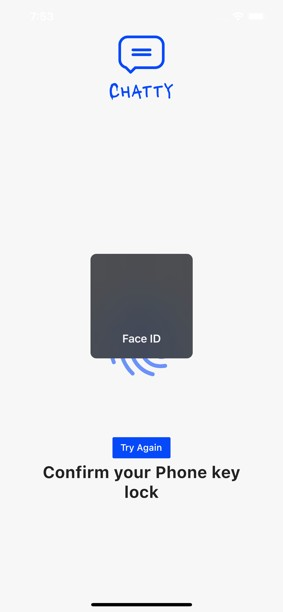 CHATTY
Face ID
Try Again
Confirm your Phone key
lock